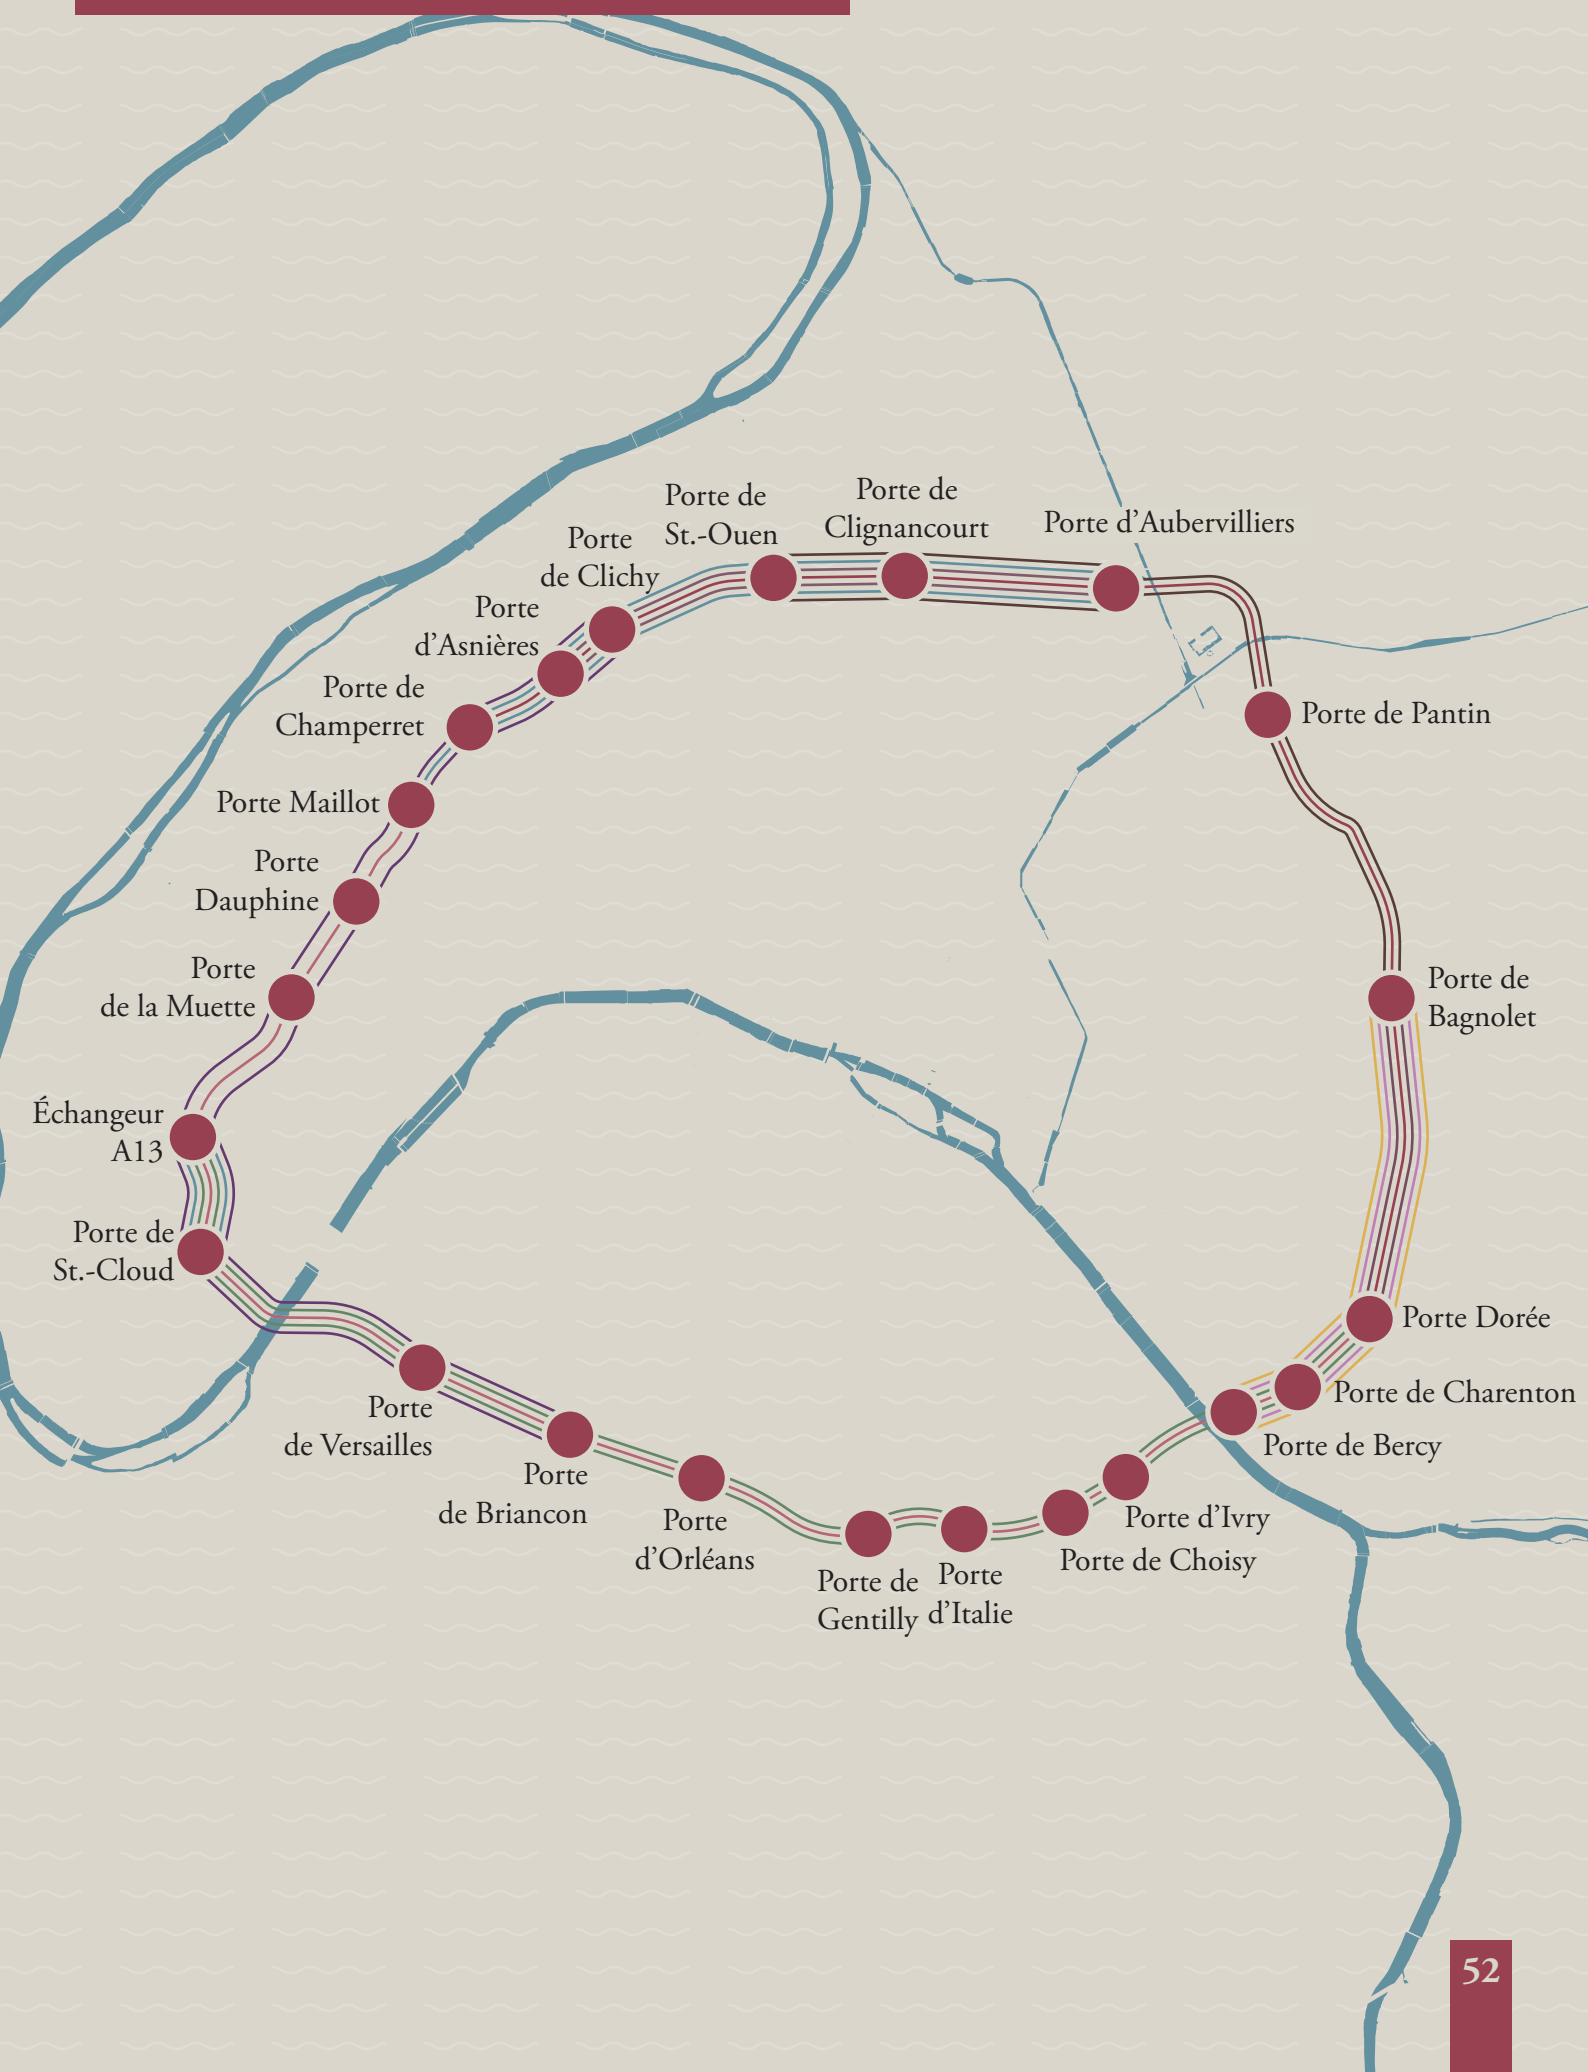 Porte de
St.-Ouen
Porte de
Clignancourt
Porte d’Aubervilliers
Porte
de Clichy
Porte
d’Asnières
Porte de
Champerret
Porte de Pantin
Porte Maillot
Porte
Dauphine
Porte
de la Muette
Porte de
Bagnolet
Échangeur
A13
Porte de
St.-Cloud
Porte Dorée
Porte de Charenton
Porte de Bercy
Porte
de Versailles
Porte
de Briancon
Porte
d’Orléans
Porte d’Ivry
Porte de Choisy
Porte de
Gentilly
Porte
d’Italie
52